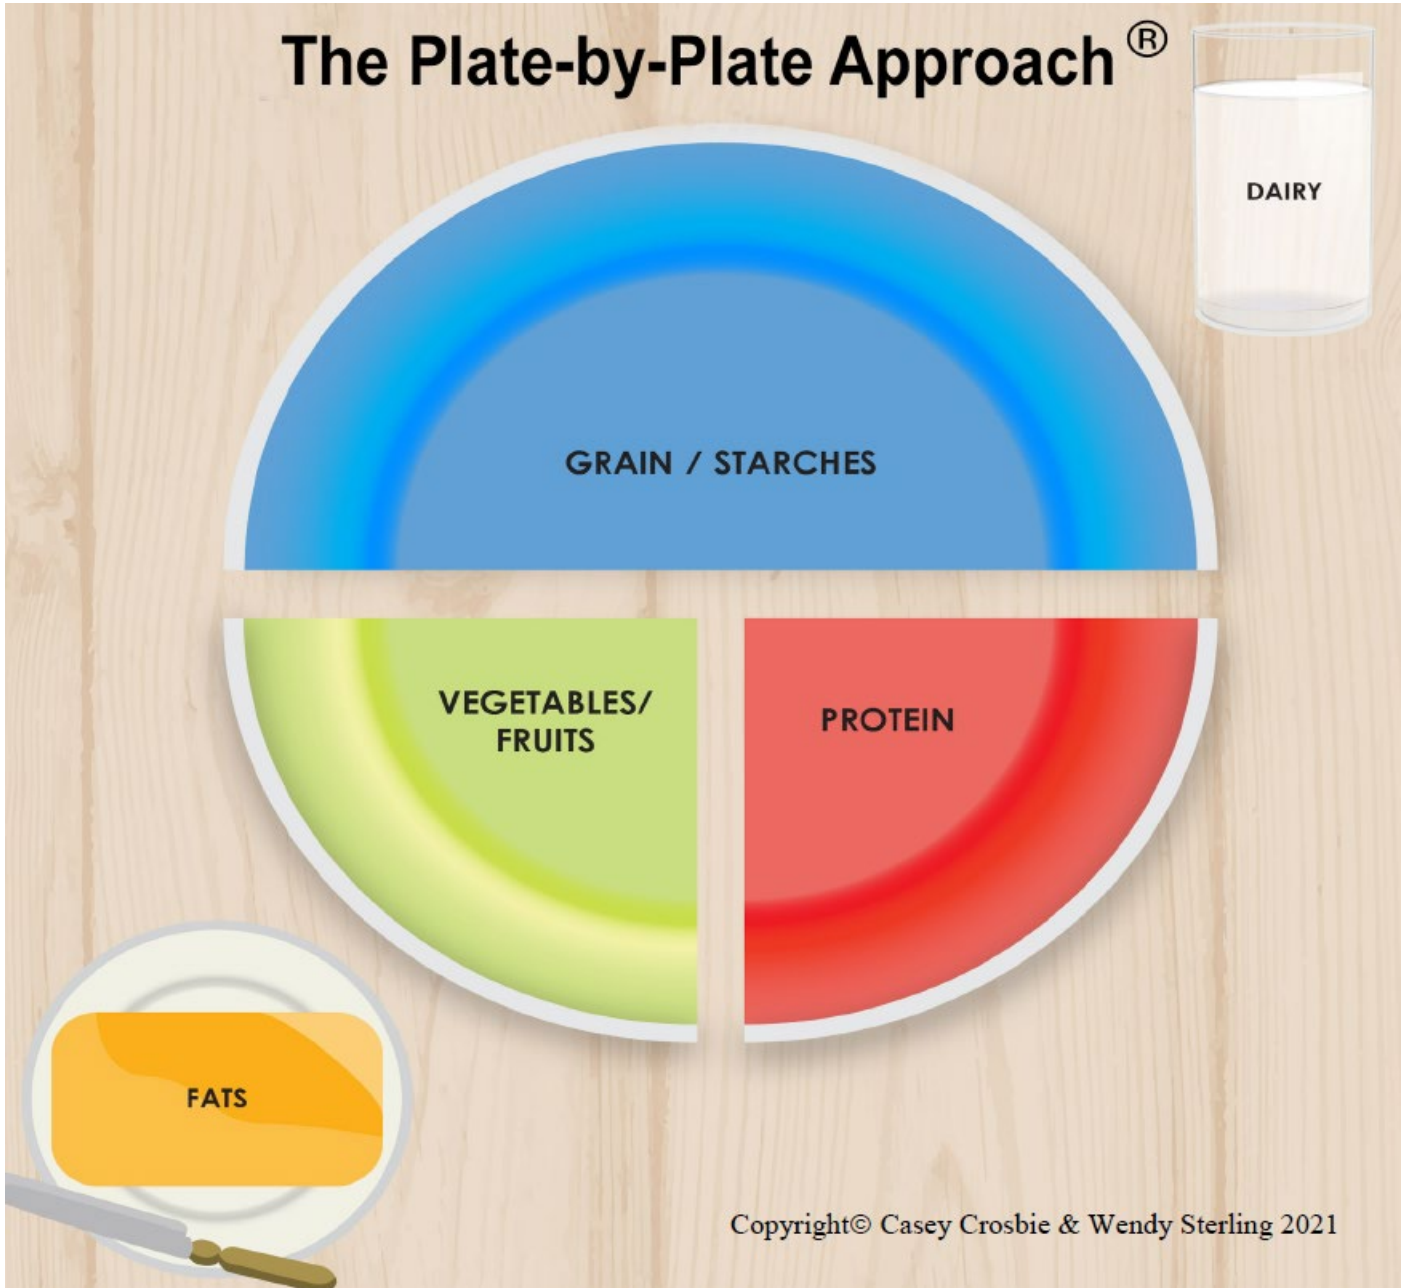 The Plate-by-Plate Approach®
DAIRY
GRAIN / STARCHES
VEGETABLES/
FRUITS
PROTEIN
FATS
Copyright© Casey Crosbie & Wendy Sterling 2021